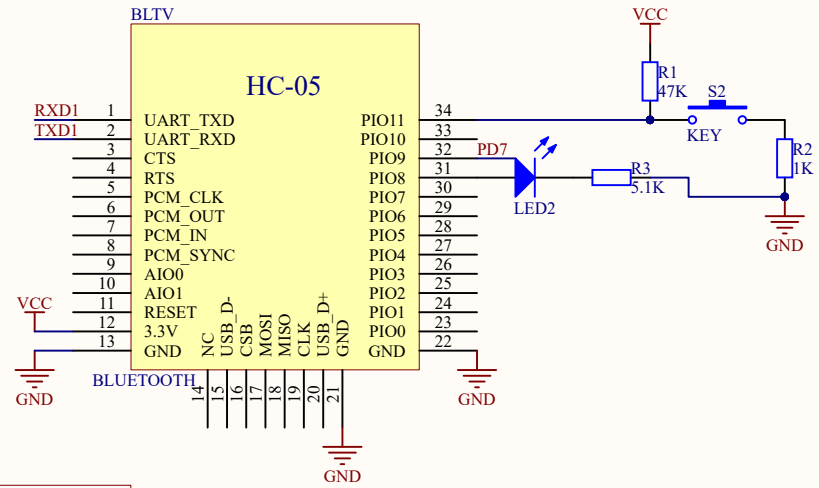 BLTV
HC-05
RXD1 1 UART_TXD
TXD1 2 UART_RXD
3 CTS
4 RTS
5 PCM_CLK
6 PCM_OUT
7 PCM_IN
8 PCM_SYNC
9 AIO0
10 AIO1
11 RESET
VCC
12 3.3V
13 GND
GND
BLUETOOTH
14 NC
15 USB_D-
16 CSB
17 MOSI
18 MISO
19 CLK
20 USB_D+
21 GND
GND
PIO11 34
PIO10 33
PIO9 32 PD7
PIO8 31
PIO7 30
PIO6 29
PIO5 28
PIO4 27
PIO3 26
PIO2 25
PIO1 24
PIO0 23
GND 22
GND
LED2
R3
5.1K
VCC
R1
47K
S2
KEY
R2
1K
GND